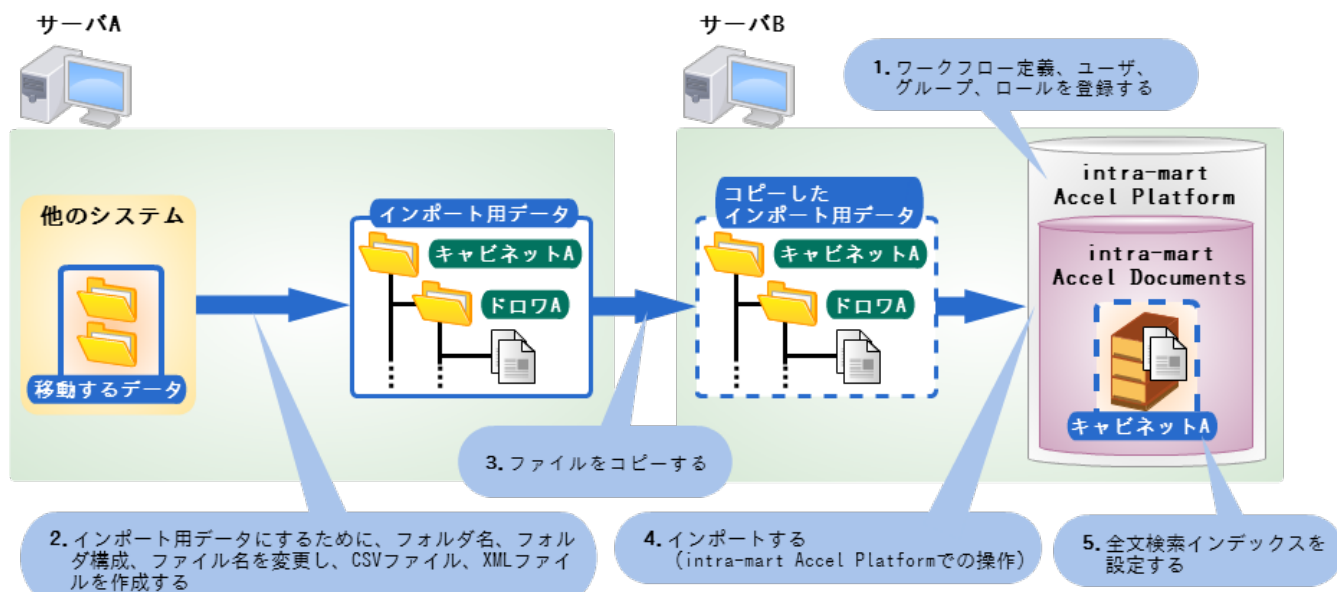 サーバA
サーバB
1. ワークフロー定義、ユーザ、
グループ、ロールを登録する
他のシステム
移動するデータ
インポート用データ
キャビネットA
ドロワA
コピーした
インポート用データ
キャビネットA
ドロワA
intra-mart
Accel Platform
intra-mart
Accel Documents
キャビネットA
3. ファイルをコピーする
2. インポート用データにするために、フォルダ名、フォル
ダ構成、ファイル名を変更し、CSVファイル、XMLファイ
ルを作成する
4. インポートする
(intra-mart Accel Platformでの操作)
5. 全文検索インデックスを
設定する